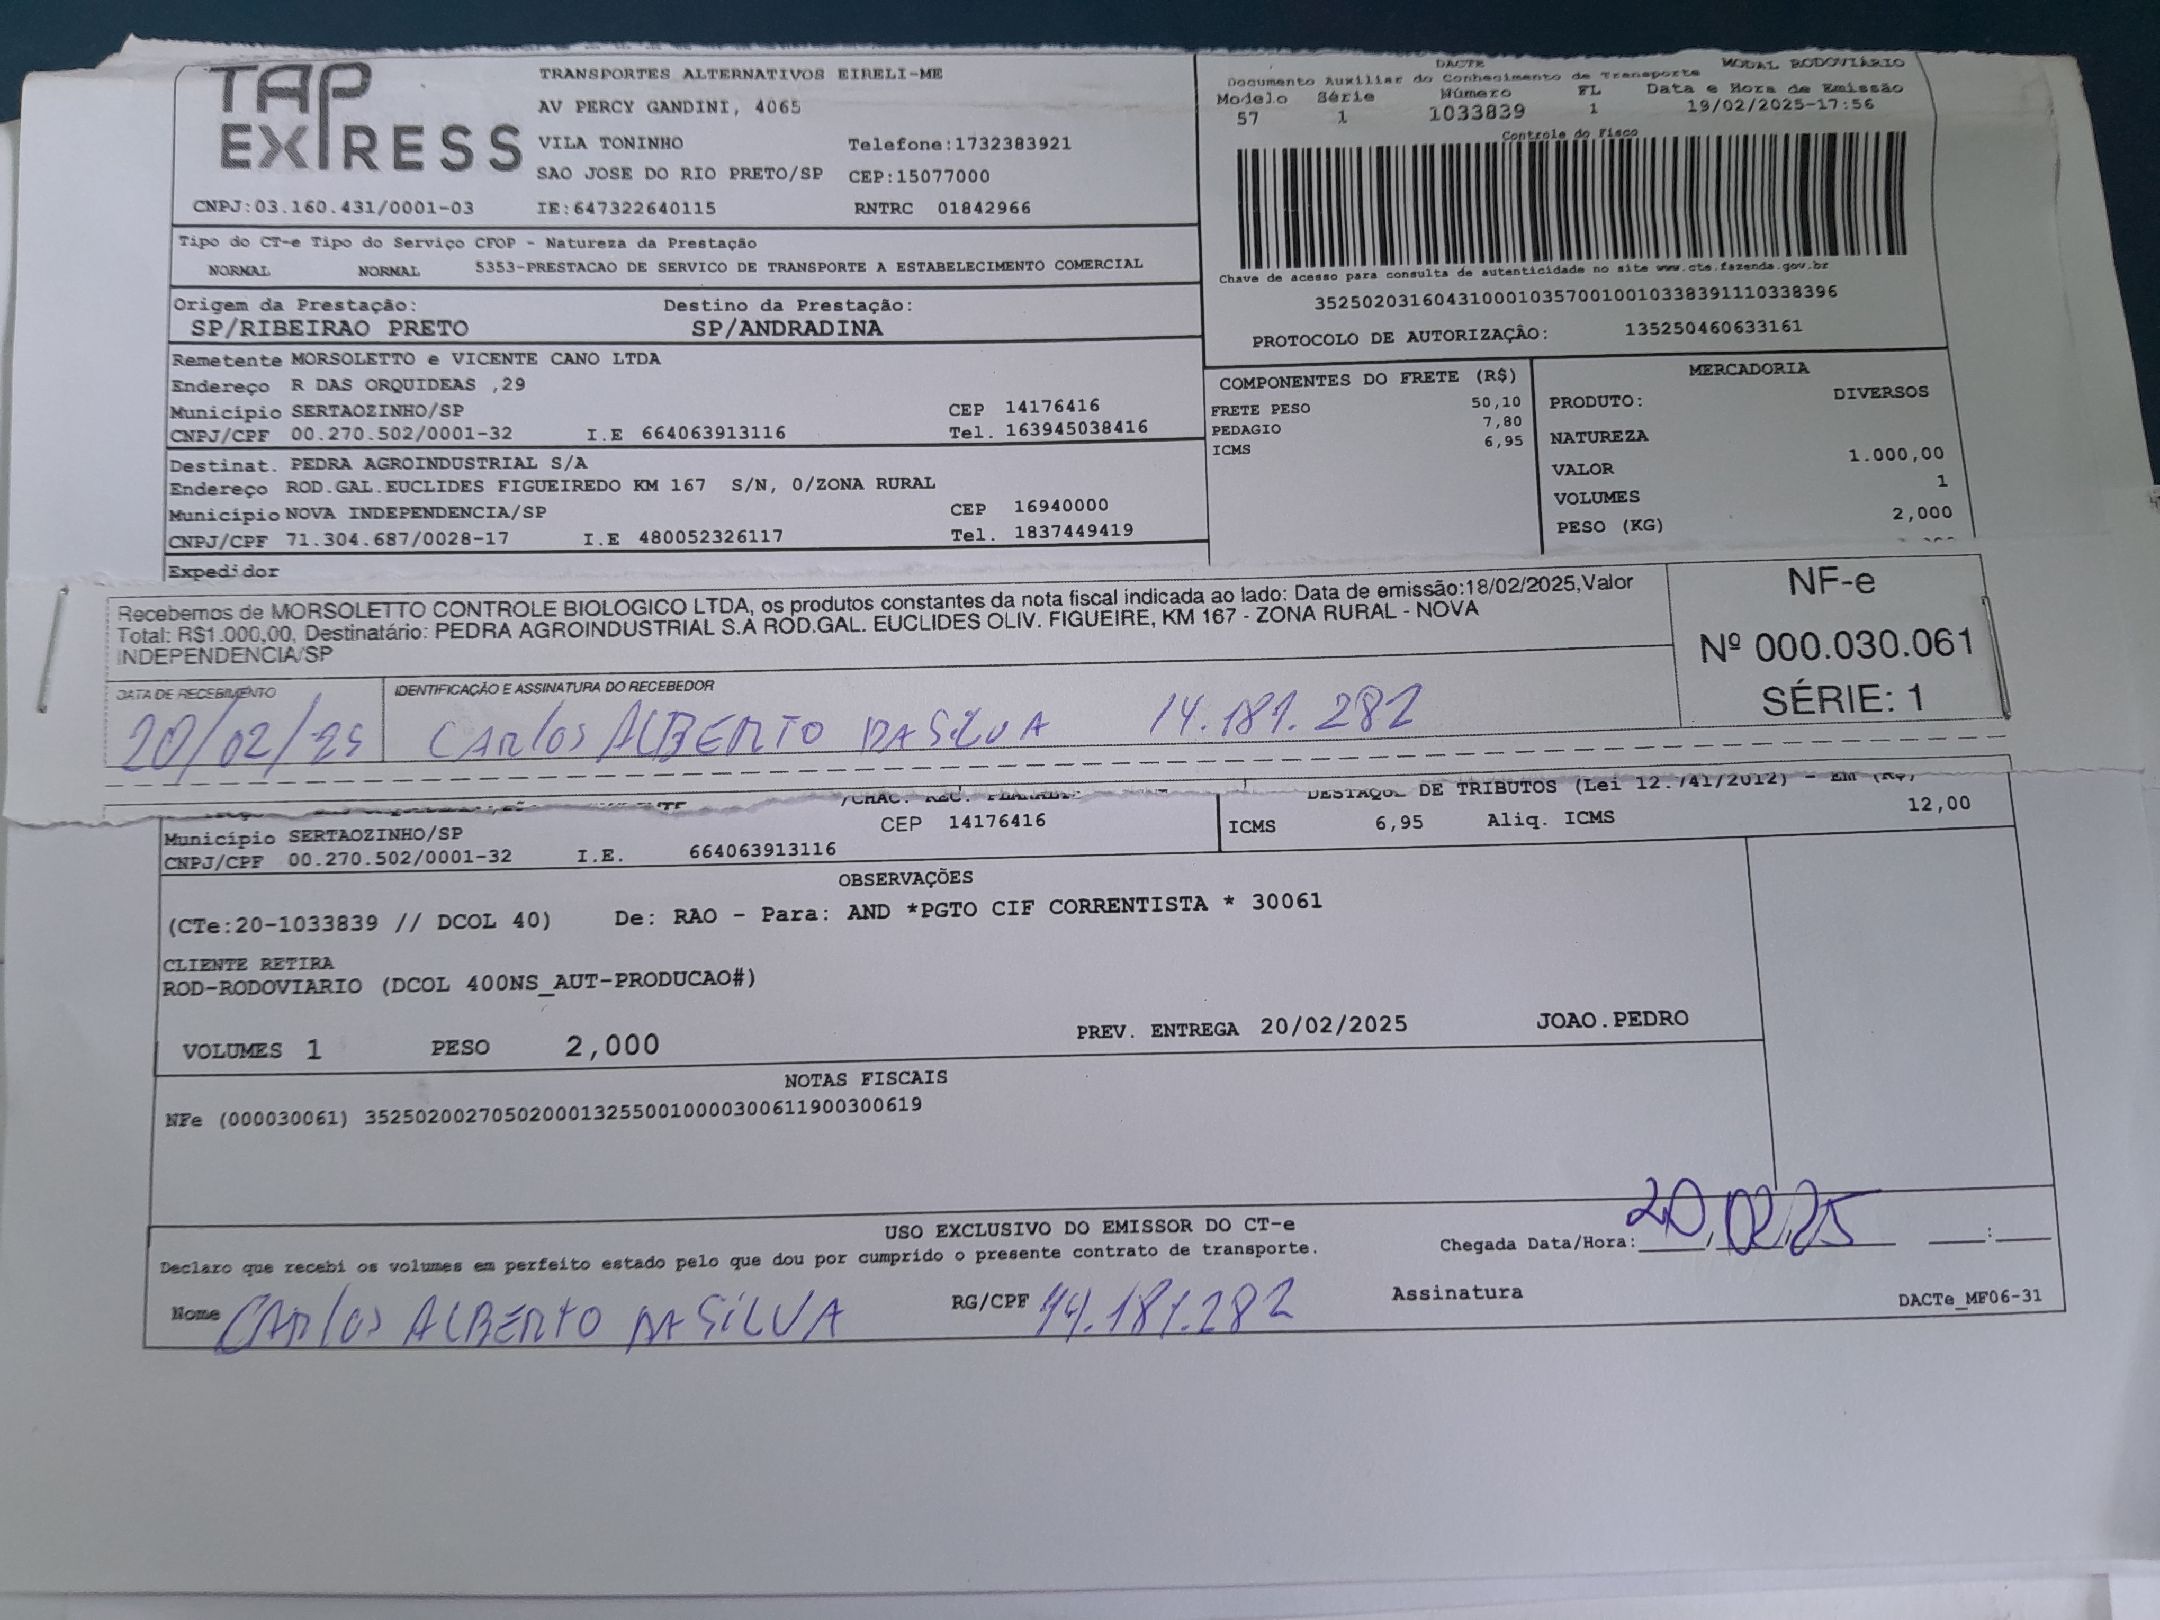 TAP EXPRESS
TRANSPORTES ALTERNATIVOS EIRELI-ME
AV PERCY GANDINI, 4065
VILA TONINHO Telefone:1732383921
SAO JOSE DO RIO PRETO/SP CEP:15077000
CNPJ:03.160.431/0001-03 IE:647322640115 RNTRC 01842966
DACTE MODAL RODOVIÁRIO
Documento Auxiliar do Conhecimento de Transporte
Modelo Série Número FL Data e Hora de Emissão
57 1 1033839 1 19/02/2025-17:56
Controle do Fisco
Chave de acesso para consulta de autenticidade no site www.cte.fazenda.gov.br
35250203160431000103570010010338391110338396
PROTOCOLO DE AUTORIZAÇÃO: 135250460633161
Tipo do CT-e Tipo do Serviço CFOP - Natureza da Prestação
NORMAL NORMAL 5353-PRESTACAO DE SERVICO DE TRANSPORTE A ESTABELECIMENTO COMERCIAL
Origem da Prestação: Destino da Prestação:
SP/RIBEIRAO PRETO SP/ANDRADINA
Remetente MORSOLETTO e VICENTE CANO LTDA
Endereço R DAS ORQUIDEAS ,29
Município SERTAOZINHO/SP CEP 14176416
CNPJ/CPF 00.270.502/0001-32 I.E 664063913116 Tel. 163945038416
Destinat. PEDRA AGROINDUSTRIAL S/A
Endereço ROD.GAL.EUCLIDES FIGUEIREDO KM 167 S/N, 0/ZONA RURAL
Município NOVA INDEPENDENCIA/SP CEP 16940000
CNPJ/CPF 71.304.687/0028-17 I.E 480052326117 Tel. 1837449419
Expedidor
COMPONENTES DO FRETE (R$)
FRETE PESO 50,10
PEDAGIO 7,80
ICMS 6,95
MERCADORIA
PRODUTO: DIVERSOS
NATUREZA
VALOR 1.000,00
VOLUMES 1
PESO (KG) 2,000
Recebemos de MORSOLETTO CONTROLE BIOLOGICO LTDA, os produtos constantes da nota fiscal indicada ao lado: Data de emissão:18/02/2025,Valor
Total: R$1.000,00, Destinatário: PEDRA AGROINDUSTRIAL S.A ROD.GAL. EUCLIDES OLIV. FIGUEIRE, KM 167 - ZONA RURAL - NOVA
INDEPENDENCIA/SP
NF-e
Nº 000.030.061
SÉRIE: 1
DATA DE RECEBIMENTO IDENTIFICAÇÃO E ASSINATURA DO RECEBEDOR
20/02/25 CARlos ALBERTO DA SILVA 14.181.282
DESTAQUE DE TRIBUTOS (Lei 12.741/2012) - EM (R$)
ICMS 6,95 Aliq. ICMS 12,00
Município SERTAOZINHO/SP CEP 14176416
CNPJ/CPF 00.270.502/0001-32 I.E. 664063913116
OBSERVAÇÕES
(CTe:20-1033839 // DCOL 40) De: RAO - Para: AND *PGTO CIF CORRENTISTA * 30061
CLIENTE RETIRA
ROD-RODOVIARIO (DCOL 400NS_AUT-PRODUCAO#)
VOLUMES 1 PESO 2,000 PREV. ENTREGA 20/02/2025 JOAO.PEDRO
NOTAS FISCAIS
NFe (000030061) 35250200270502000132550010000300611900300619
USO EXCLUSIVO DO EMISSOR DO CT-e
Declaro que recebi os volumes em perfeito estado pelo que dou por cumprido o presente contrato de transporte. Chegada Data/Hora: 20/02/25 :
Nome CARlos ALBERTO DA SILVA RG/CPF 14.181.282 Assinatura DACTe_MF06-31